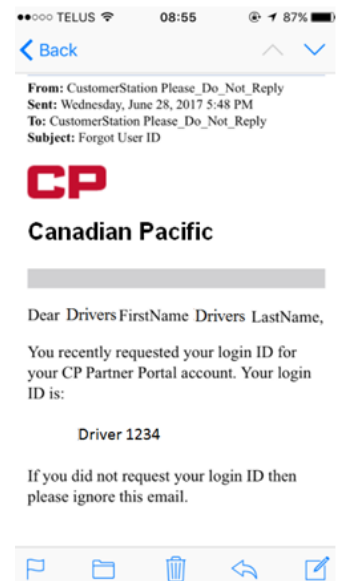 TELUS 08:55 87%
Back
From: CustomerStation Please_Do_Not_Reply
Sent: Wednesday, June 28, 2017 5:48 PM
To: CustomerStation Please_Do_Not_Reply
Subject: Forgot User ID
CP
Canadian Pacific
Dear Drivers FirstName Drivers LastName,
You recently requested your login ID for
your CP Partner Portal account. Your login
ID is:
Driver 1234
If you did not request your login ID then
please ignore this email.